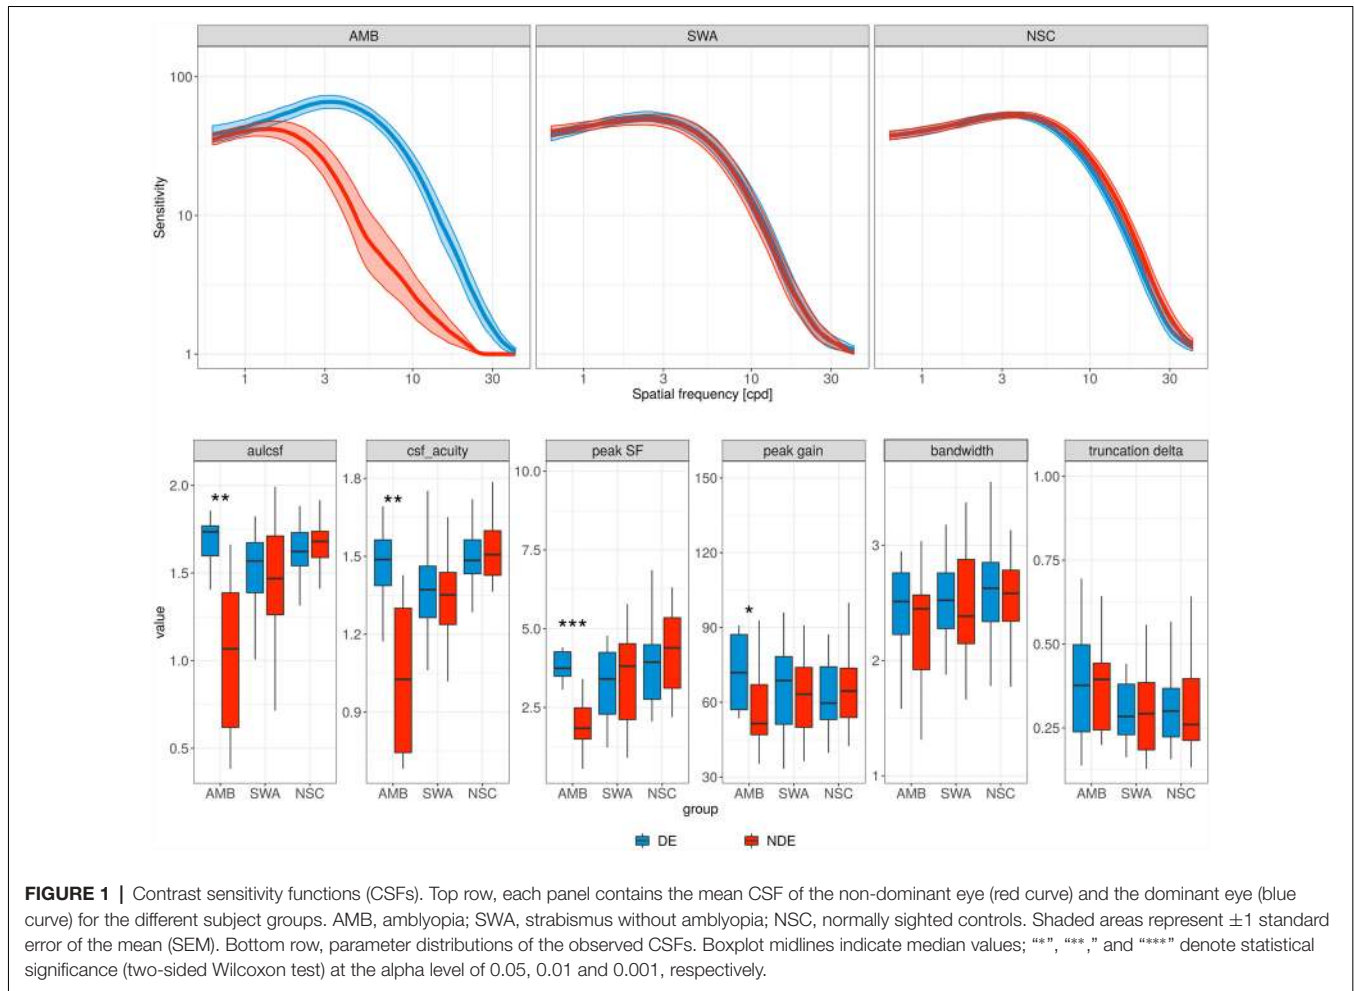 AMB SWA NSC
100
10
1
Sensitivity
1 3 10 30 1 3 10 30 1 3 10 30
Spatial frequency [cpd]
aulcsf csf_acuity peak SF peak gain bandwidth truncation delta
value
2.0
1.5
1.0
0.5
**
1.8
1.5
1.2
0.9
**
10.0
7.5
5.0
2.5
***
150
120
90
60
30
*
3
2
1
1.00
0.75
0.50
0.25
AMB SWA NSC AMB SWA NSC AMB SWA NSC AMB SWA NSC AMB SWA NSC AMB SWA NSC
group
DE NDE
FIGURE 1 | Contrast sensitivity functions (CSFs). Top row, each panel contains the mean CSF of the non-dominant eye (red curve) and the dominant eye (blue
curve) for the different subject groups. AMB, amblyopia; SWA, strabismus without amblyopia; NSC, normally sighted controls. Shaded areas represent ±1 standard
error of the mean (SEM). Bottom row, parameter distributions of the observed CSFs. Boxplot midlines indicate median values; “*”, “**,” and “***” denote statistical
significance (two-sided Wilcoxon test) at the alpha level of 0.05, 0.01 and 0.001, respectively.